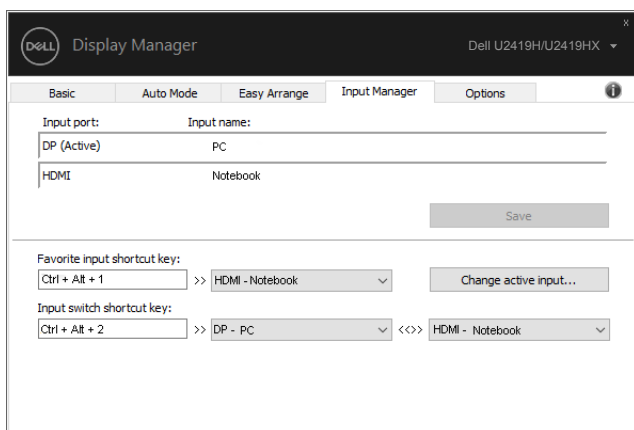 x
DELL Display Manager Dell U2419H/U2419HX
Basic Auto Mode Easy Arrange Input Manager Options i
Input port: Input name:
DP (Active) PC
HDMI Notebook
Save
Favorite input shortcut key:
Ctrl + Alt + 1 >> HDMI - Notebook Change active input...
Input switch shortcut key:
Ctrl + Alt + 2 >> DP - PC <<>> HDMI - Notebook